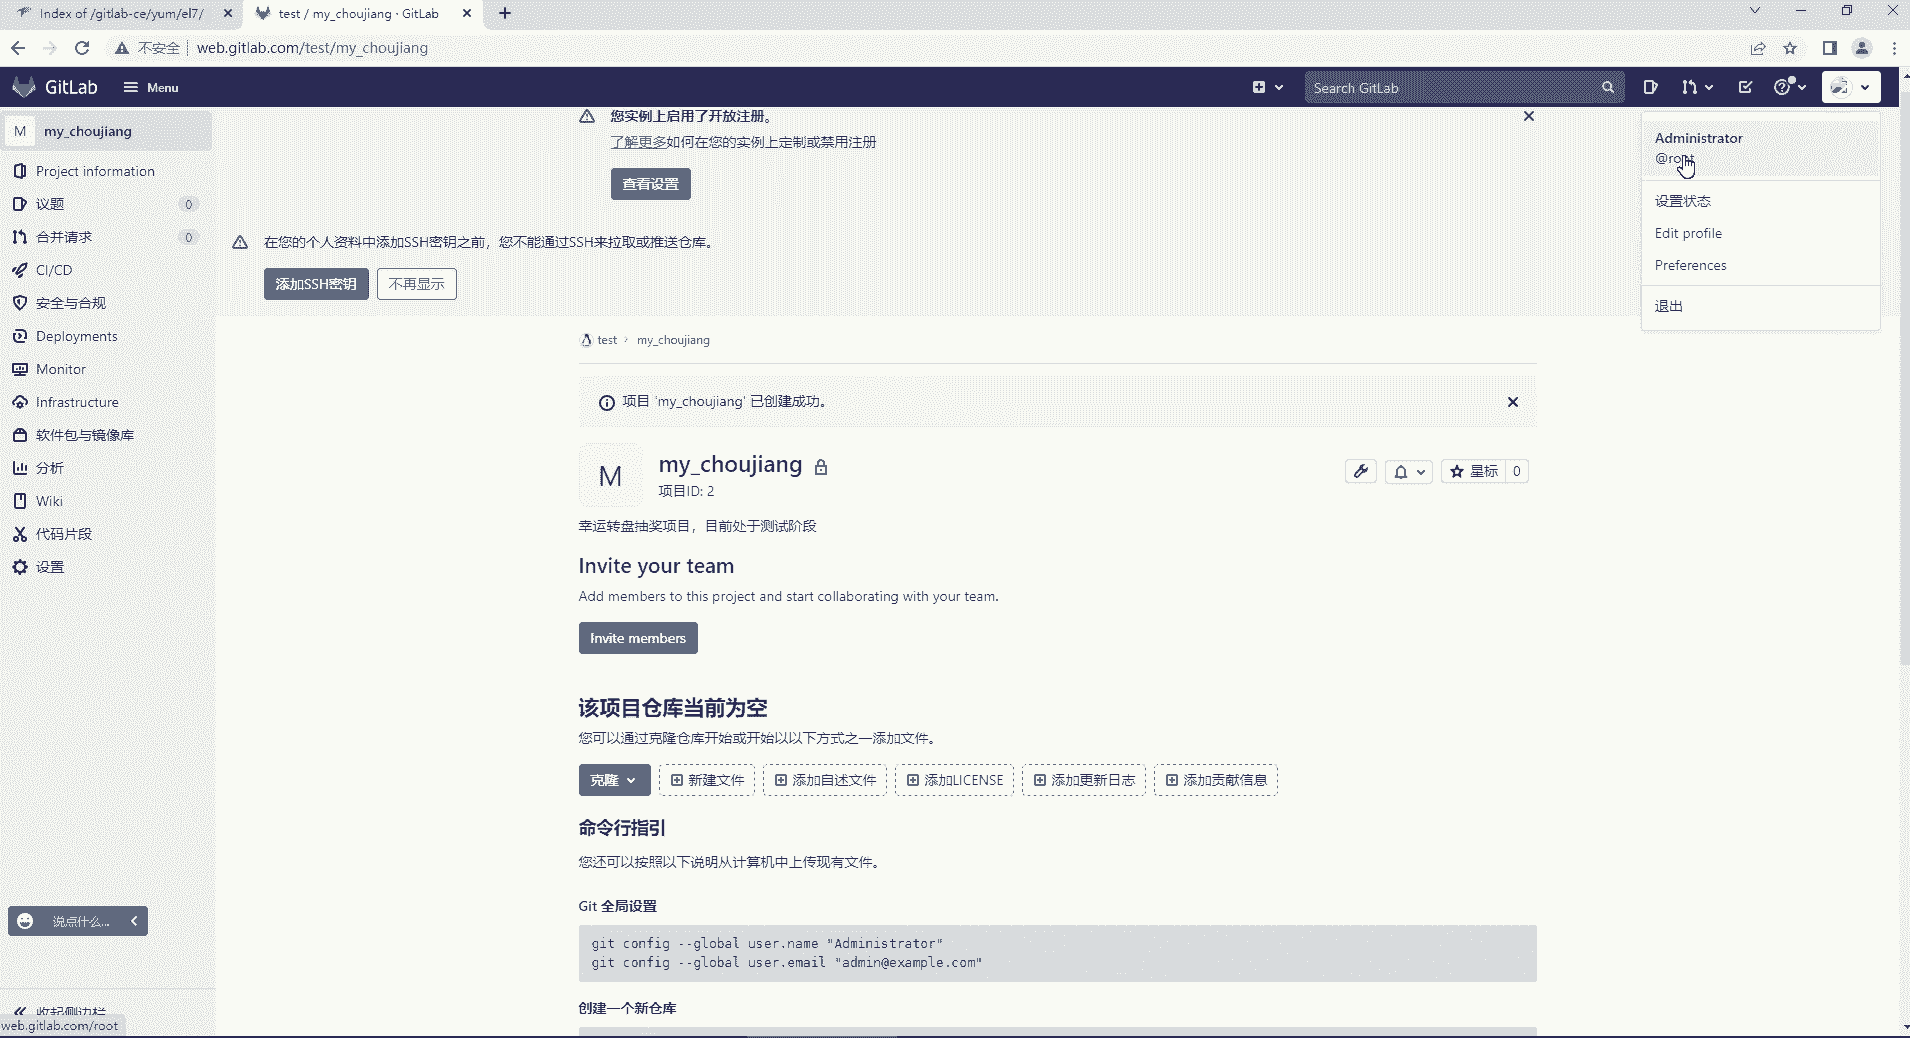 Index of /gitlab-ce/yum/el7/
test / my_choujiang · GitLab
不安全
web.gitlab.com/test/my_choujiang
GitLab
Menu
Search GitLab
M
my_choujiang
Project information
议题
0
合并请求
0
CI/CD
安全与合规
Deployments
Monitor
Infrastructure
软件包与镜像库
分析
Wiki
代码片段
设置
说点什么...
收起侧边栏
web.gitlab.com/root
您实例上启用了开放注册。
了解更多如何在您的实例上定制或禁用注册
查看设置
在您的个人资料中添加SSH密钥之前，您不能通过SSH来拉取或推送仓库。
添加SSH密钥
不再显示
Administrator
@root
设置状态
Edit profile
Preferences
退出
test › my_choujiang
项目 'my_choujiang' 已创建成功。
M
my_choujiang
项目ID: 2
星标
0
幸运转盘抽奖项目，目前处于测试阶段
Invite your team
Add members to this project and start collaborating with your team.
Invite members
该项目仓库当前为空
您可以通过克隆仓库开始或开始以以下方式之一添加文件。
克隆
新建文件
添加自述文件
添加LICENSE
添加更新日志
添加贡献信息
命令行指引
您还可以按照以下说明从计算机中上传现有文件。
Git 全局设置
git config --global user.name "Administrator"
git config --global user.email "admin@example.com"
创建一个新仓库